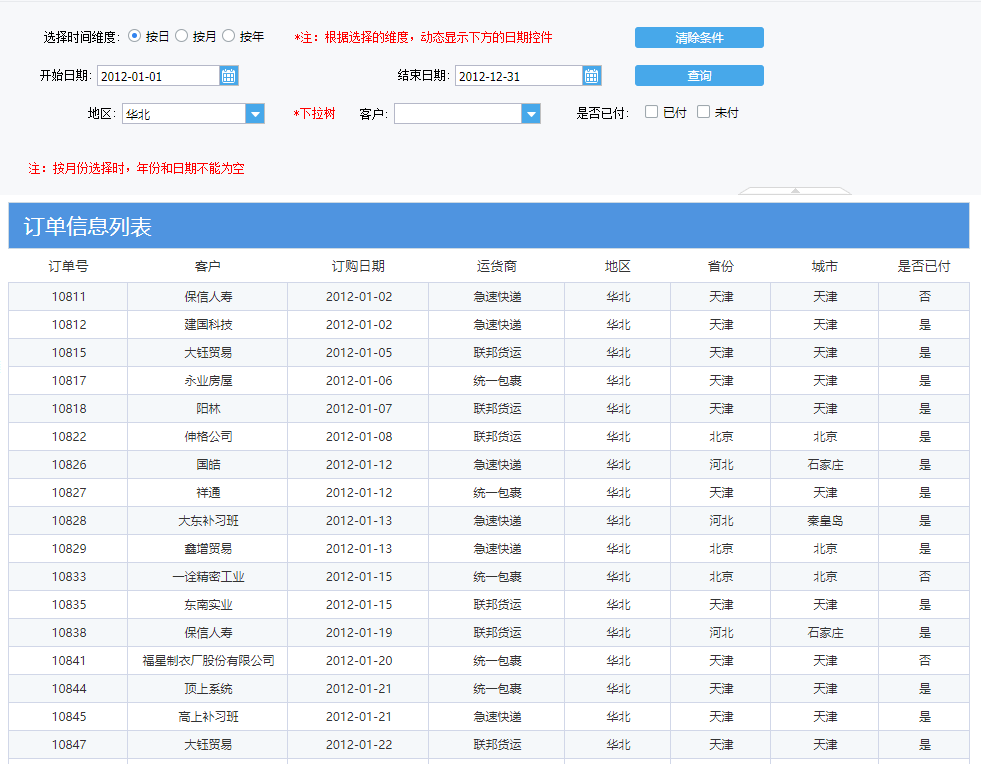 选择时间维度: 按日 按月 按年 *注：根据选择的维度，动态显示下方的日期控件 清除条件
开始日期: 2012-01-01 结束日期: 2012-12-31 查询
地区: 华北 *下拉树 客户: 是否已付: 已付 未付
注：按月份选择时，年份和日期不能为空
订单信息列表
订单号 客户 订购日期 运货商 地区 省份 城市 是否已付
10811 保信人寿 2012-01-02 急速快递 华北 天津 天津 否
10812 建国科技 2012-01-02 急速快递 华北 天津 天津 是
10815 大钰贸易 2012-01-05 联邦货运 华北 天津 天津 是
10817 永业房屋 2012-01-06 统一包裹 华北 天津 天津 是
10818 阳林 2012-01-07 联邦货运 华北 天津 天津 是
10822 伸格公司 2012-01-08 联邦货运 华北 北京 北京 是
10826 国皓 2012-01-12 急速快递 华北 河北 石家庄 是
10827 祥通 2012-01-12 统一包裹 华北 天津 天津 是
10828 大东补习班 2012-01-13 急速快递 华北 河北 秦皇岛 是
10829 鑫增贸易 2012-01-13 急速快递 华北 北京 北京 是
10833 一诠精密工业 2012-01-15 统一包裹 华北 北京 北京 否
10835 东南实业 2012-01-15 联邦货运 华北 天津 天津 是
10838 保信人寿 2012-01-19 联邦货运 华北 河北 石家庄 是
10841 福星制衣厂股份有限公司 2012-01-20 统一包裹 华北 天津 天津 否
10844 顶上系统 2012-01-21 统一包裹 华北 天津 天津 是
10845 高上补习班 2012-01-21 急速快递 华北 天津 天津 是
10847 大钰贸易 2012-01-22 联邦货运 华北 天津 天津 是